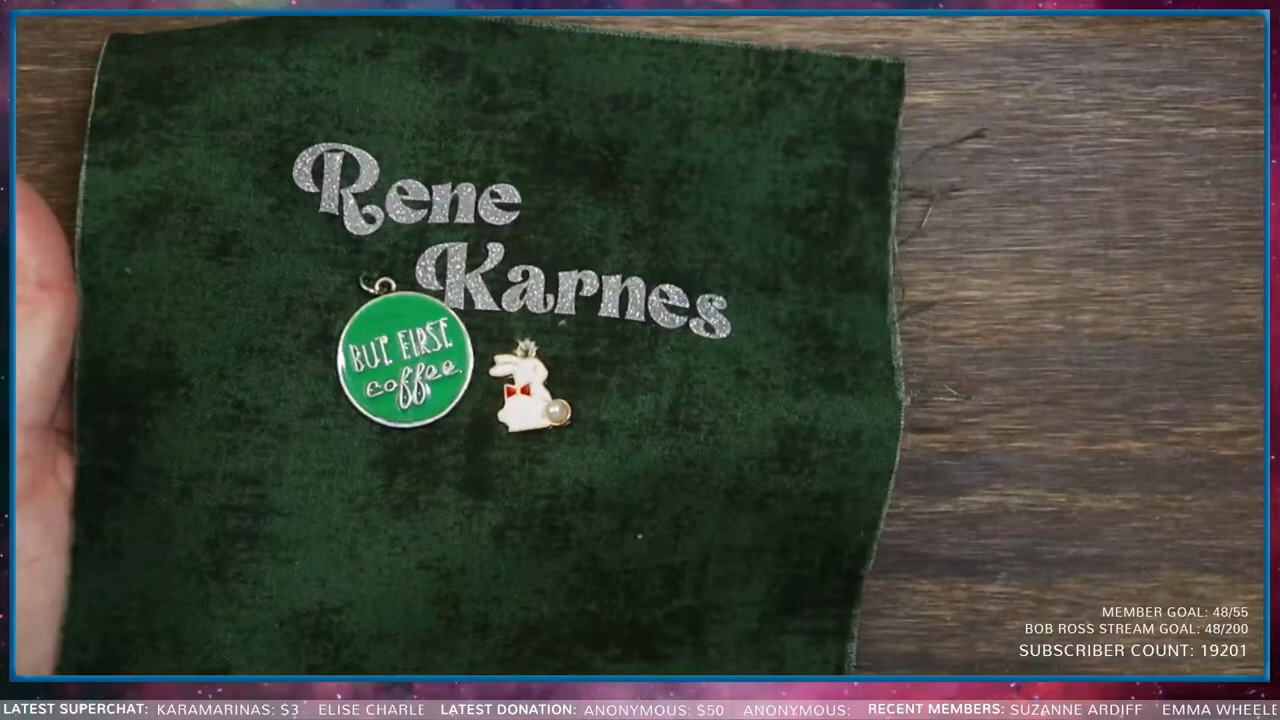 Rene
Karnes
BUT FIRST
coffee.
MEMBER GOAL: 48/55
BOB ROSS STREAM GOAL: 48/200
SUBSCRIBER COUNT: 19201
LATEST SUPERCHAT: KARAMARINAS: $3 ELISE CHARLE LATEST DONATION: ANONYMOUS: $50 ANONYMOUS: RECENT MEMBERS: SUZANNE ARDIFF EMMA WHEELE